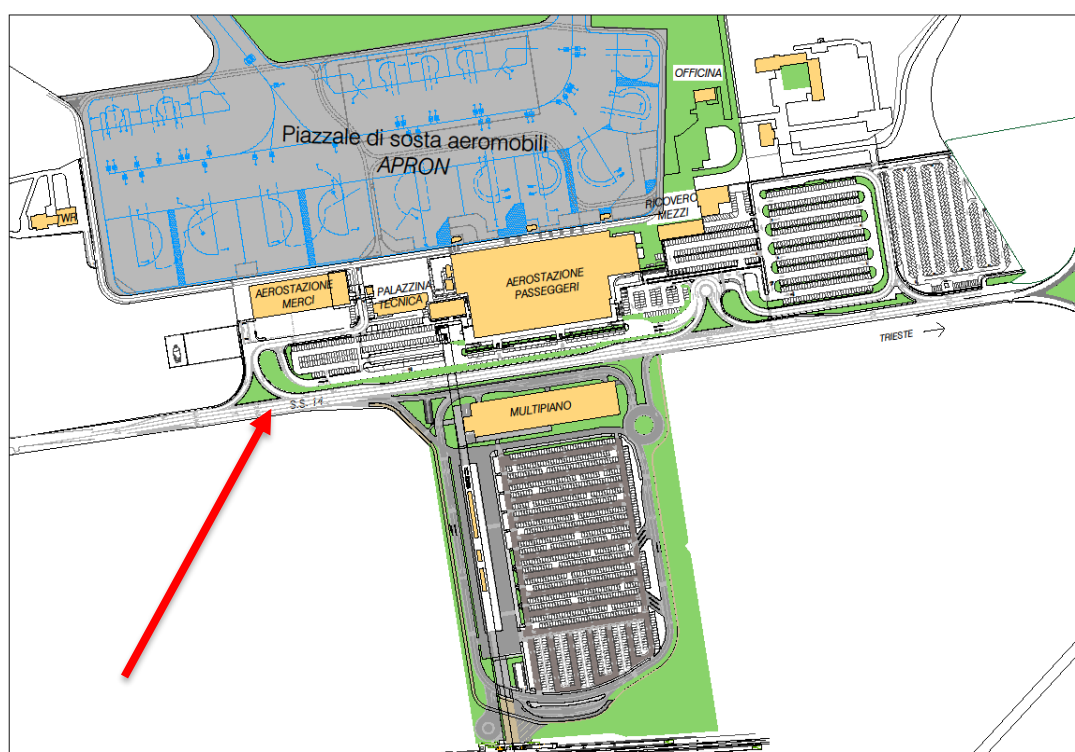 OFFICINA
Piazzale di sosta aeromobili
APRON
TWR
RICOVERO
MEZZI
AEROSTAZIONE
MERCI
PALAZZINA
TECNICA
AEROSTAZIONE
PASSEGGERI
TRIESTE
S.S. 14
MULTIPIANO